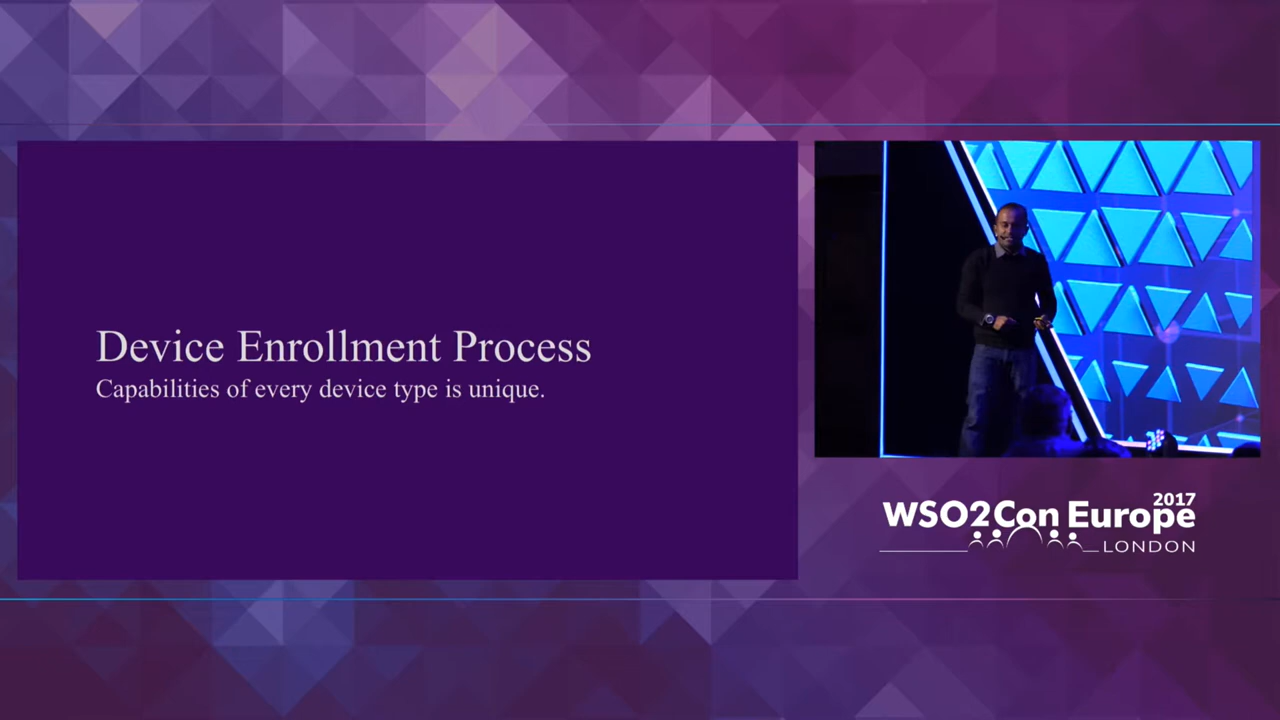 Device Enrollment Process
Capabilities of every device type is unique.
2017
WSO2Con Europe
LONDON